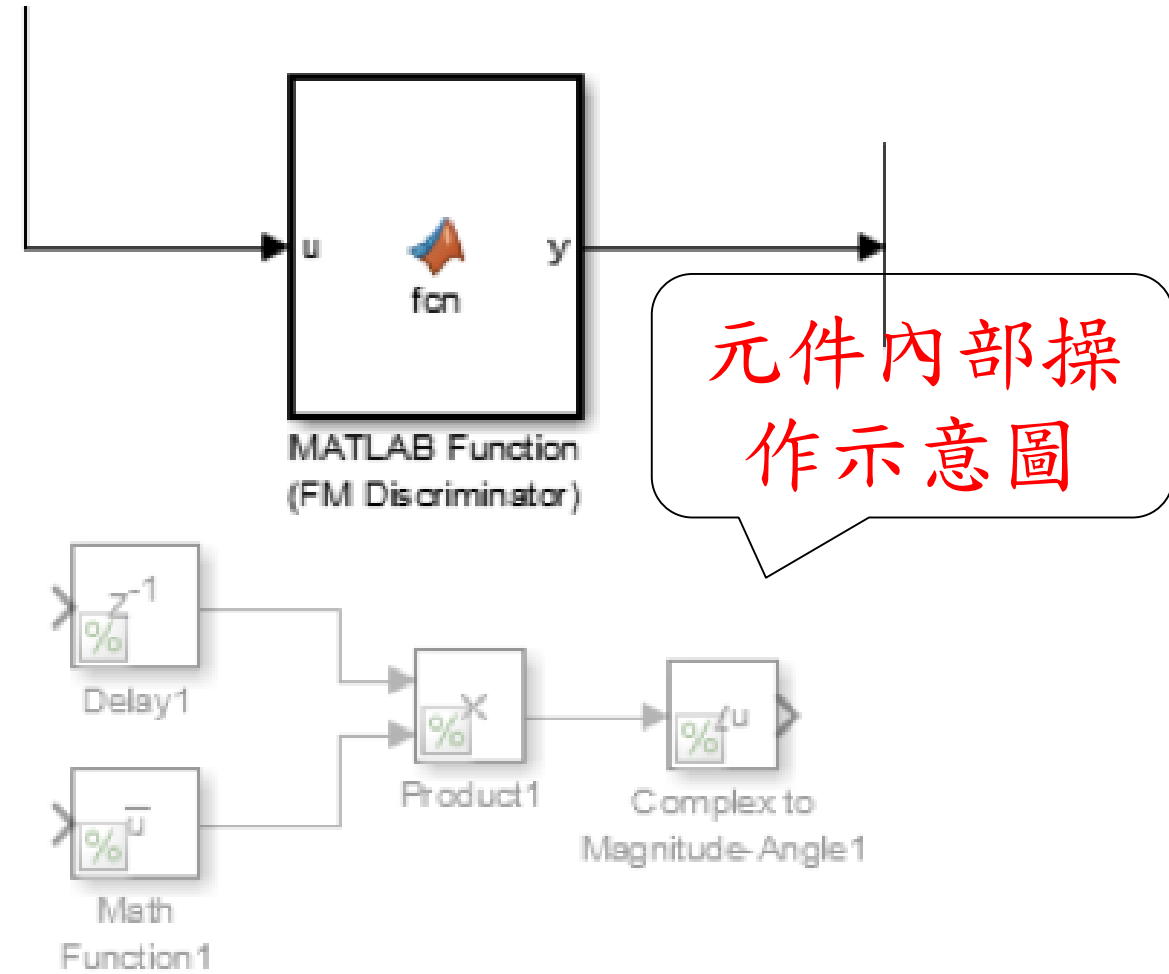 u
y
fcn
MATLAB Function
(FM Discriminator)
元件內部操
作示意圖
z-1
%
Delay1
×
%
Product1
∠u
%
Complex to
Magnitude-Angle1
ū
%
Math
Function1